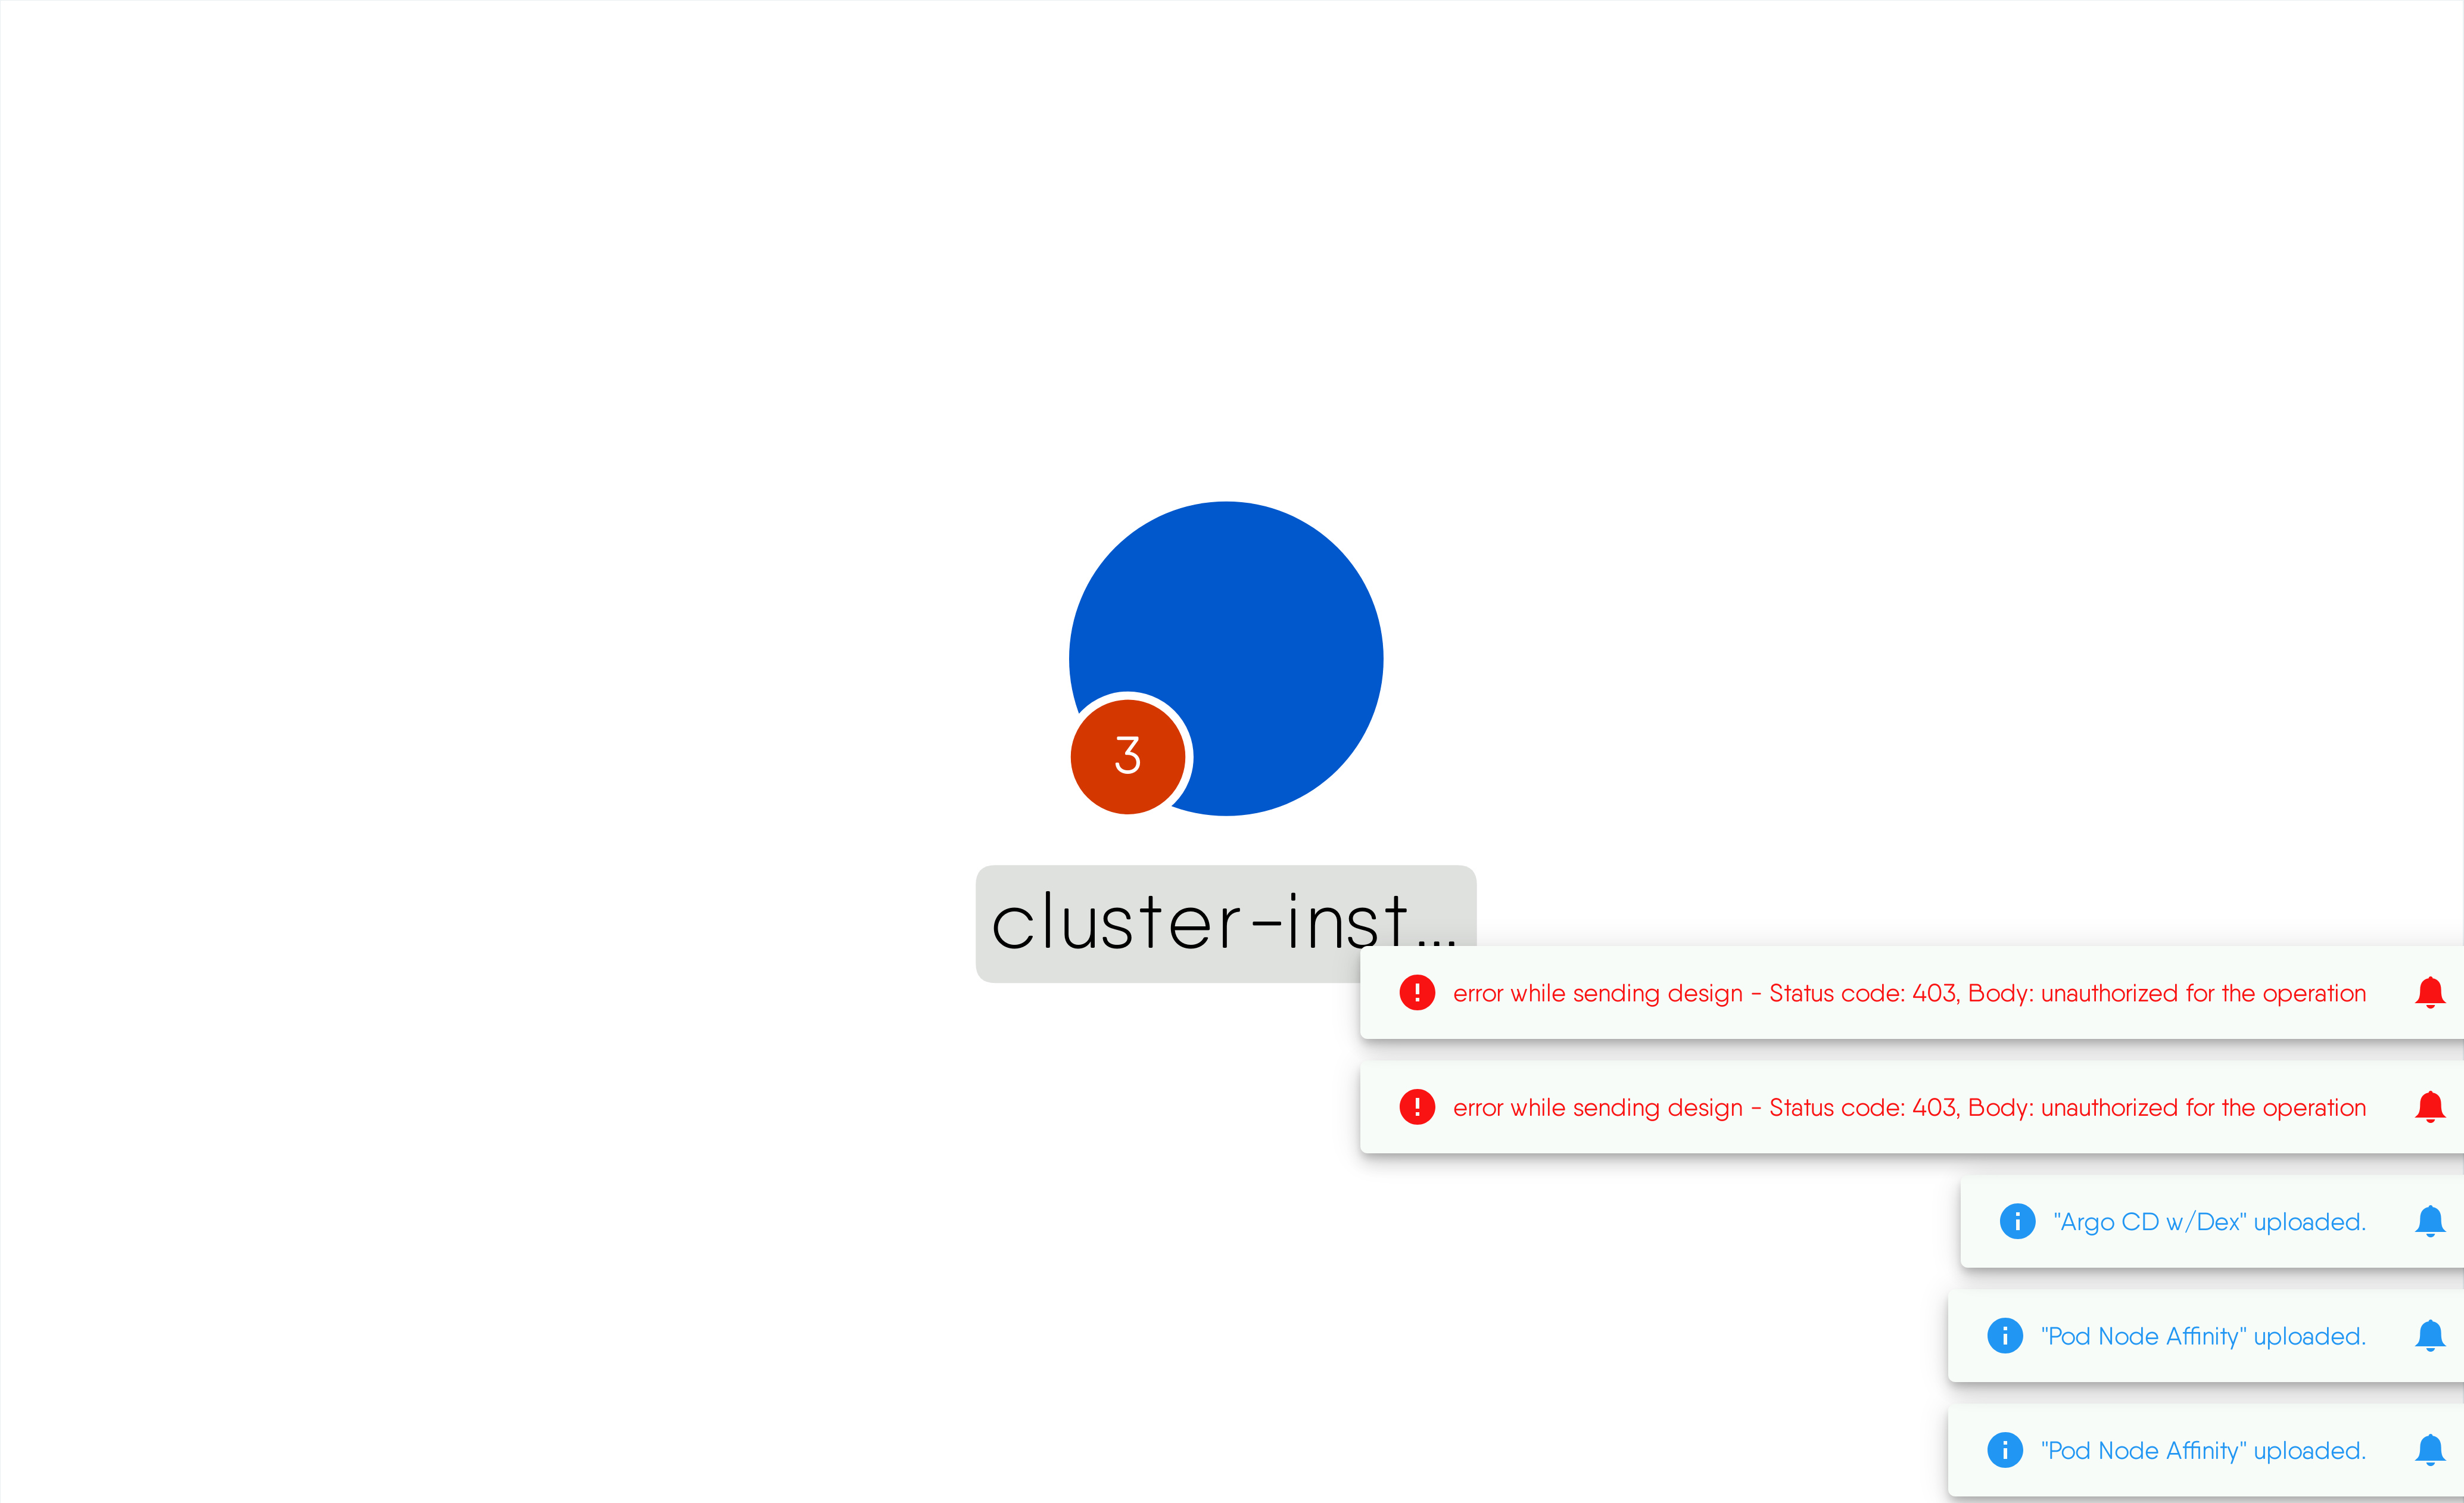 3
cluster-inst...
error while sending design - Status code: 403, Body: unauthorized for the operation
error while sending design - Status code: 403, Body: unauthorized for the operation
"Argo CD w/Dex" uploaded.
"Pod Node Affinity" uploaded.
"Pod Node Affinity" uploaded.